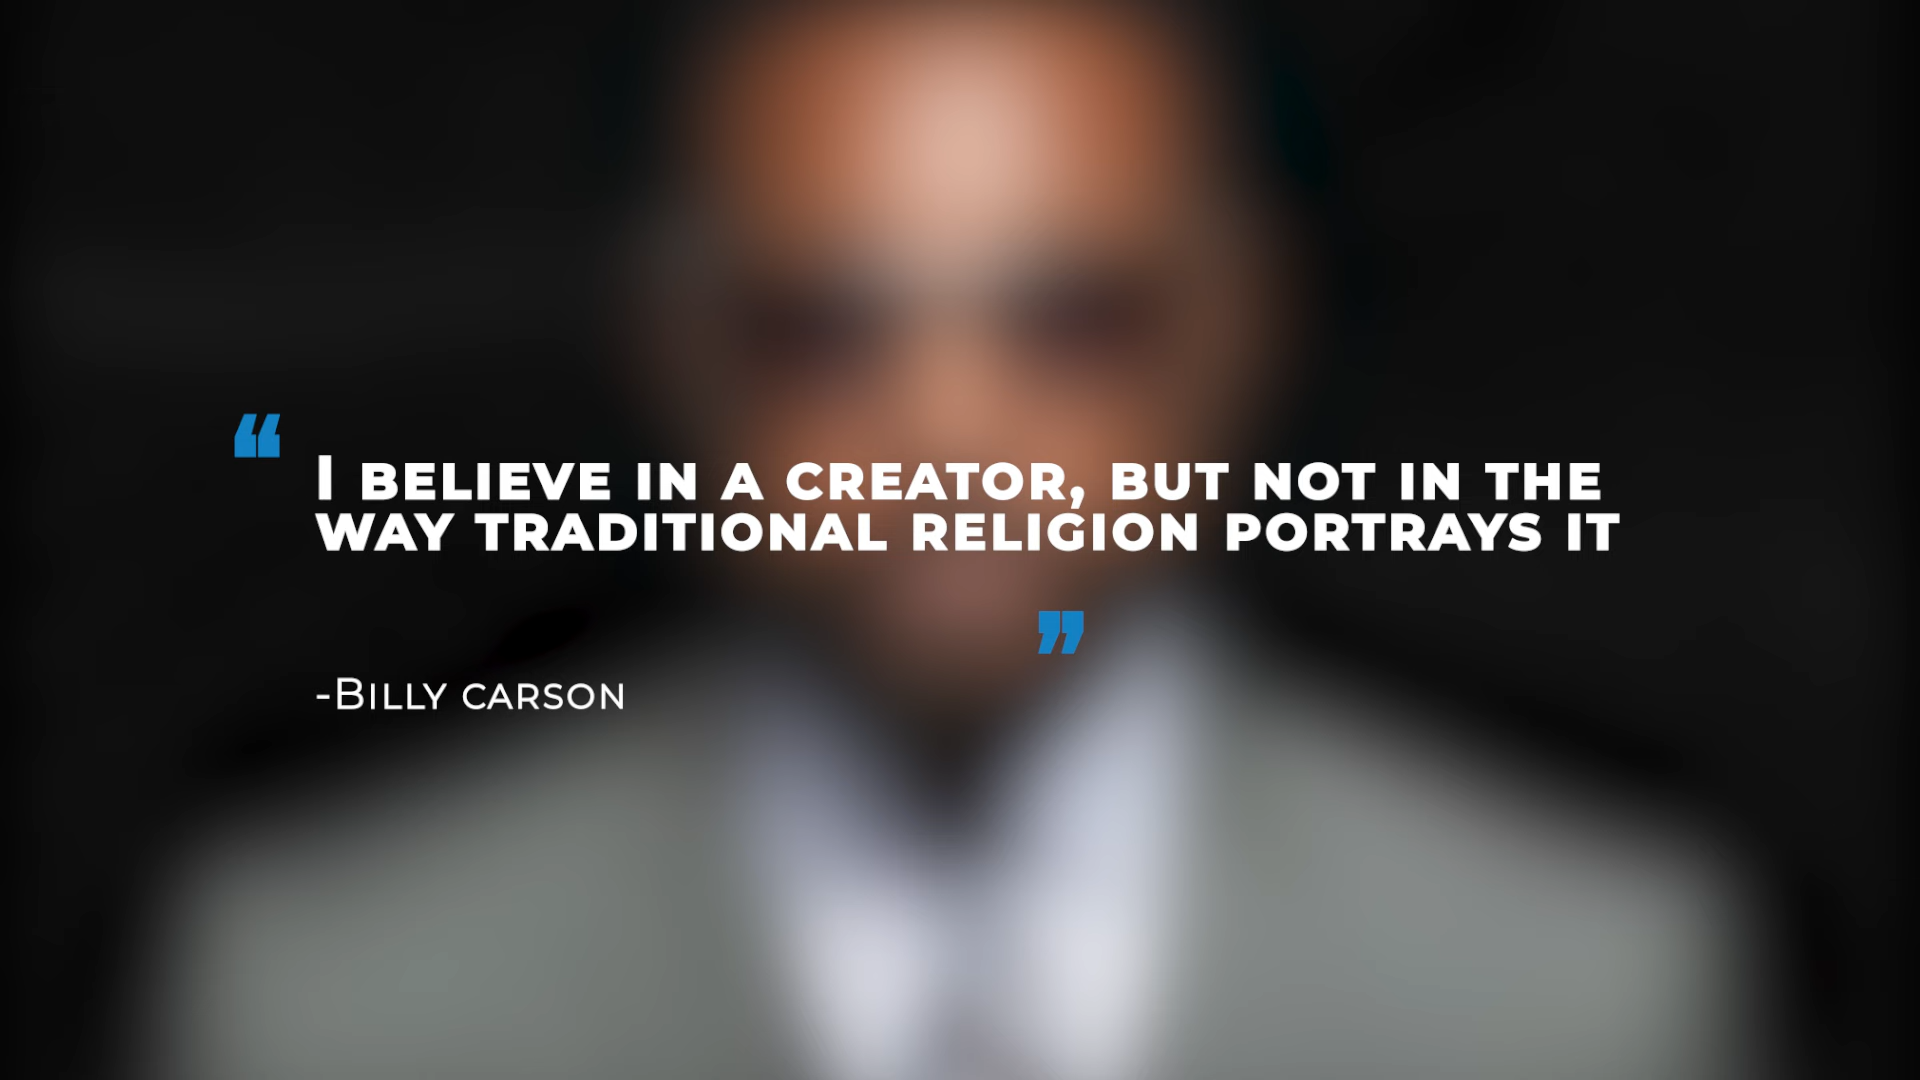 “ I BELIEVE IN A CREATOR, BUT NOT IN THE
WAY TRADITIONAL RELIGION PORTRAYS IT
”
-BILLY CARSON